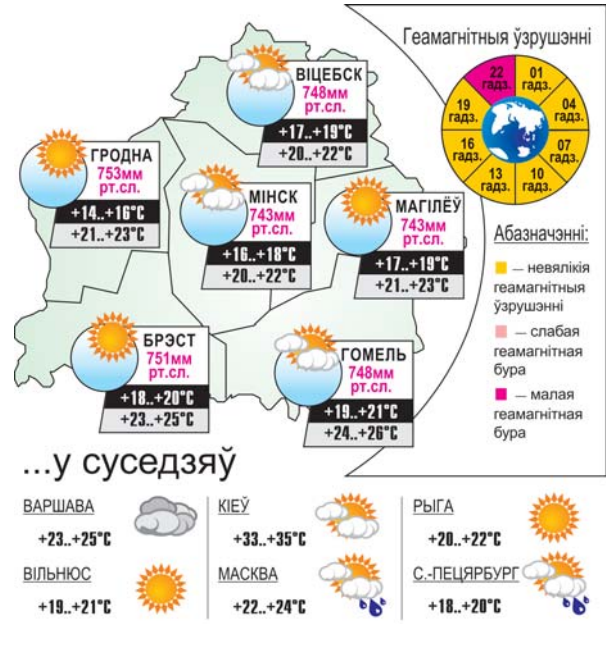 Геамагнітныя ўзрушэнні
22
гадз.
01
гадз.
04
гадз.
07
гадз.
10
гадз.
13
гадз.
16
гадз.
19
гадз.
ВІЦЕБСК
748мм
рт.сл.
+17..+19°C
+20..+22°C
ГРОДНА
753мм
рт.сл.
+14..+16°C
+21..+23°C
МІНСК
743мм
рт.сл.
+16..+18°C
+20..+22°C
МАГІЛЁЎ
743мм
рт.сл.
+17..+19°C
+21..+23°C
БРЭСТ
751мм
рт.сл.
+18..+20°C
+23..+25°C
ГОМЕЛЬ
748мм
рт.сл.
+19..+21°C
+24..+26°C
Абазначэнні:
— невялікія
геамагнітныя
ўзрушэнні
— слабая
геамагнітная
бура
— малая
геамагнітная
бура
...у суседзяў
ВАРШАВА
+23..+25°C
КІЕЎ
+33..+35°C
РЫГА
+20..+22°C
ВІЛЬНЮС
+19..+21°C
МАСКВА
+22..+24°C
С.-ПЕЦЯРБУРГ
+18..+20°C